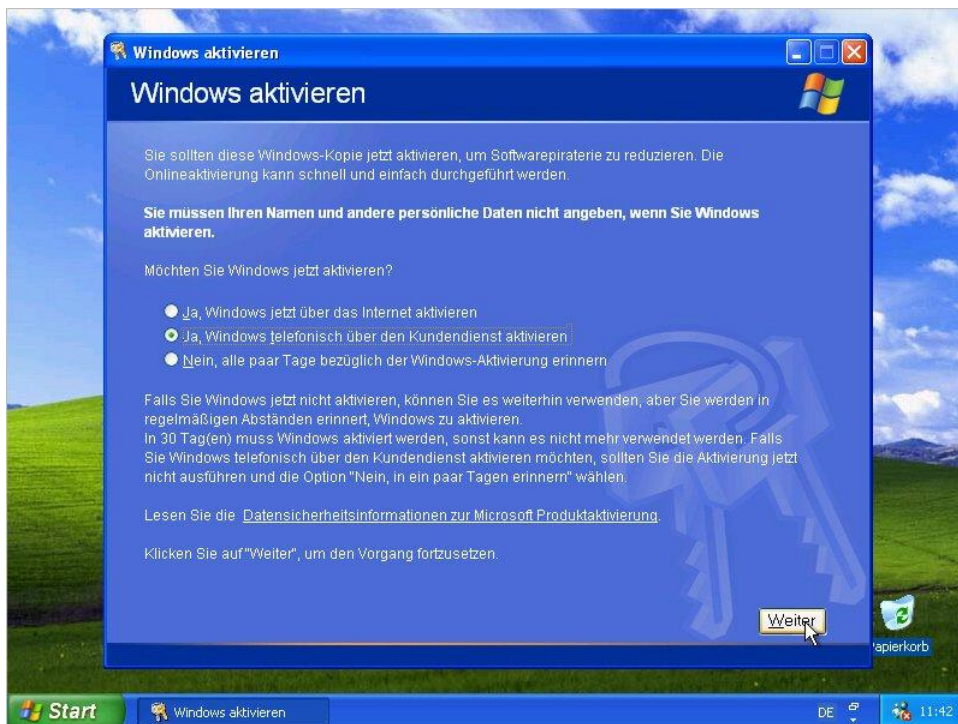 Windows aktivieren
Windows aktivieren
Sie sollten diese Windows-Kopie jetzt aktivieren, um Softwarepiraterie zu reduzieren. Die
Onlineaktivierung kann schnell und einfach durchgeführt werden.
Sie müssen Ihren Namen und andere persönliche Daten nicht angeben, wenn Sie Windows
aktivieren.
Möchten Sie Windows jetzt aktivieren?
Ja, Windows jetzt über das Internet aktivieren
Ja, Windows telefonisch über den Kundendienst aktivieren
Nein, alle paar Tage bezüglich der Windows-Aktivierung erinnern
Falls Sie Windows jetzt nicht aktivieren, können Sie es weiterhin verwenden, aber Sie werden in
regelmäßigen Abständen erinnert, Windows zu aktivieren.
In 30 Tag(en) muss Windows aktiviert werden, sonst kann es nicht mehr verwendet werden. Falls
Sie Windows telefonisch über den Kundendienst aktivieren möchten, sollten Sie die Aktivierung jetzt
nicht ausführen und die Option "Nein, in ein paar Tagen erinnern" wählen.
Lesen Sie die Datensicherheitsinformationen zur Microsoft Produktaktivierung.
Klicken Sie auf "Weiter", um den Vorgang fortzusetzen.
Weiter
apierkorb
Start
Windows aktivieren
DE
11:42